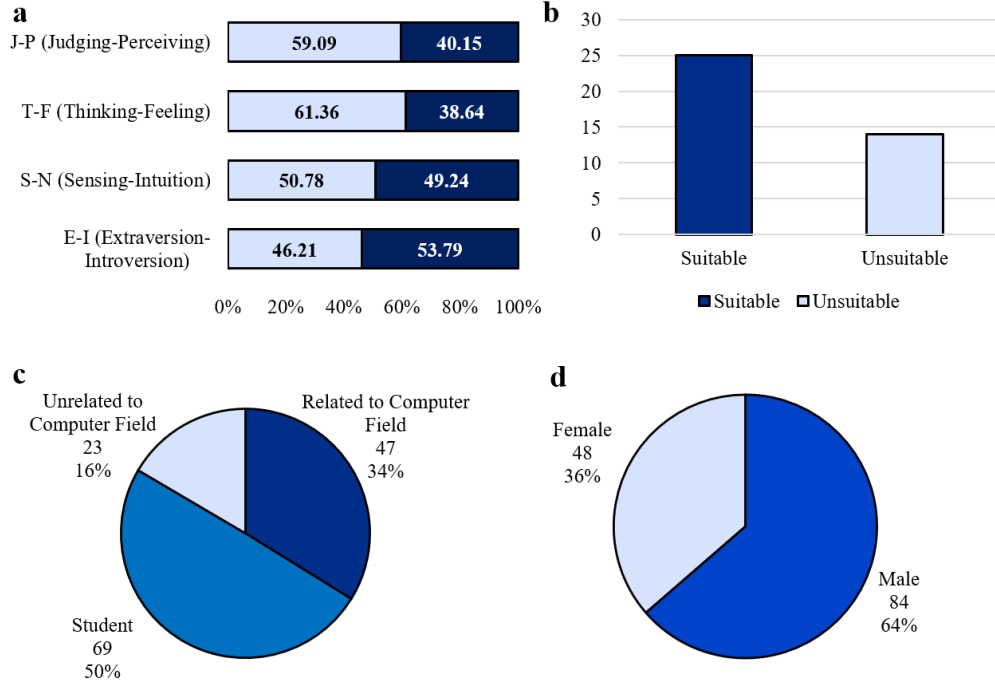 a
J-P (Judging-Perceiving)
59.09
40.15
T-F (Thinking-Feeling)
61.36
38.64
S-N (Sensing-Intuition)
50.78
49.24
E-I (Extraversion-
Introversion)
46.21
53.79
0%
20%
40%
60%
80%
100%
b
30
25
20
15
10
5
0
Suitable
Unsuitable
Suitable
Unsuitable
c
Unrelated to
Computer Field
23
16%
Related to Computer
Field
47
34%
Student
69
50%
d
Female
48
36%
Male
84
64%